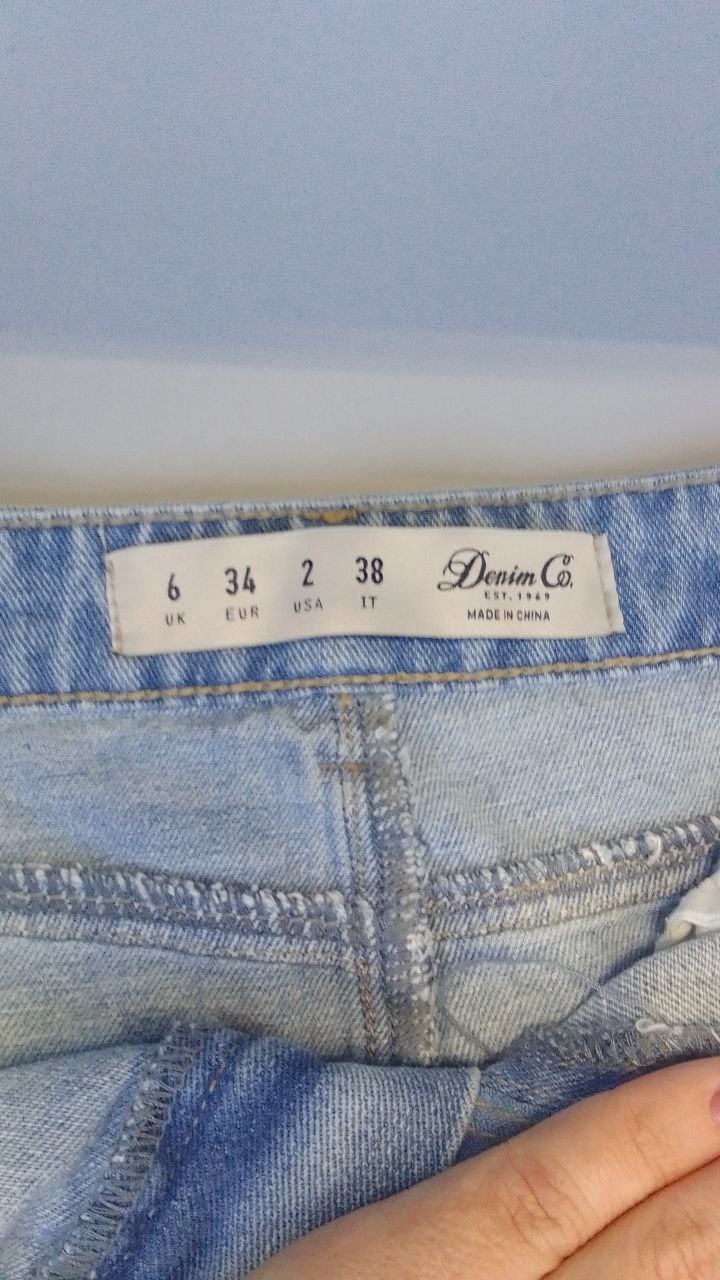 6 34 2 38
UK EUR USA IT
Denim Co.
EST. 1969
MADE IN CHINA